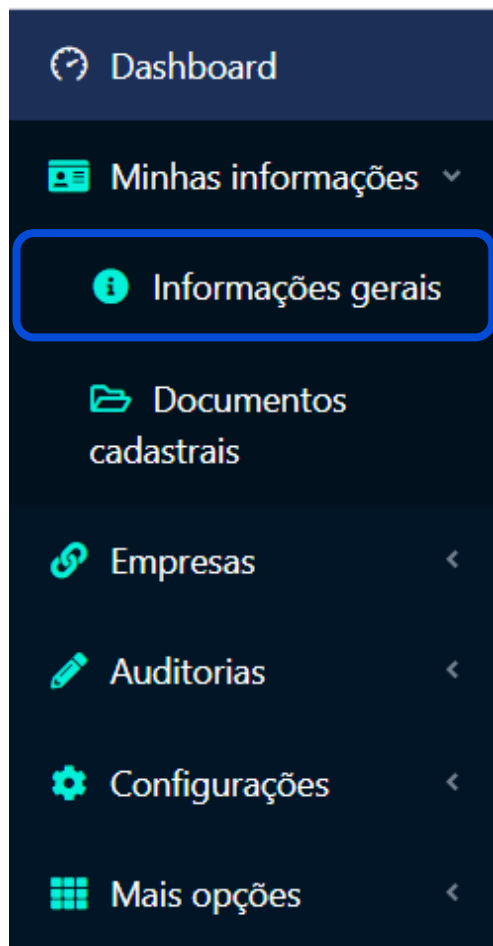 Dashboard
Minhas informações
Informações gerais
Documentos
cadastrais
Empresas
Auditorias
Configurações
Mais opções